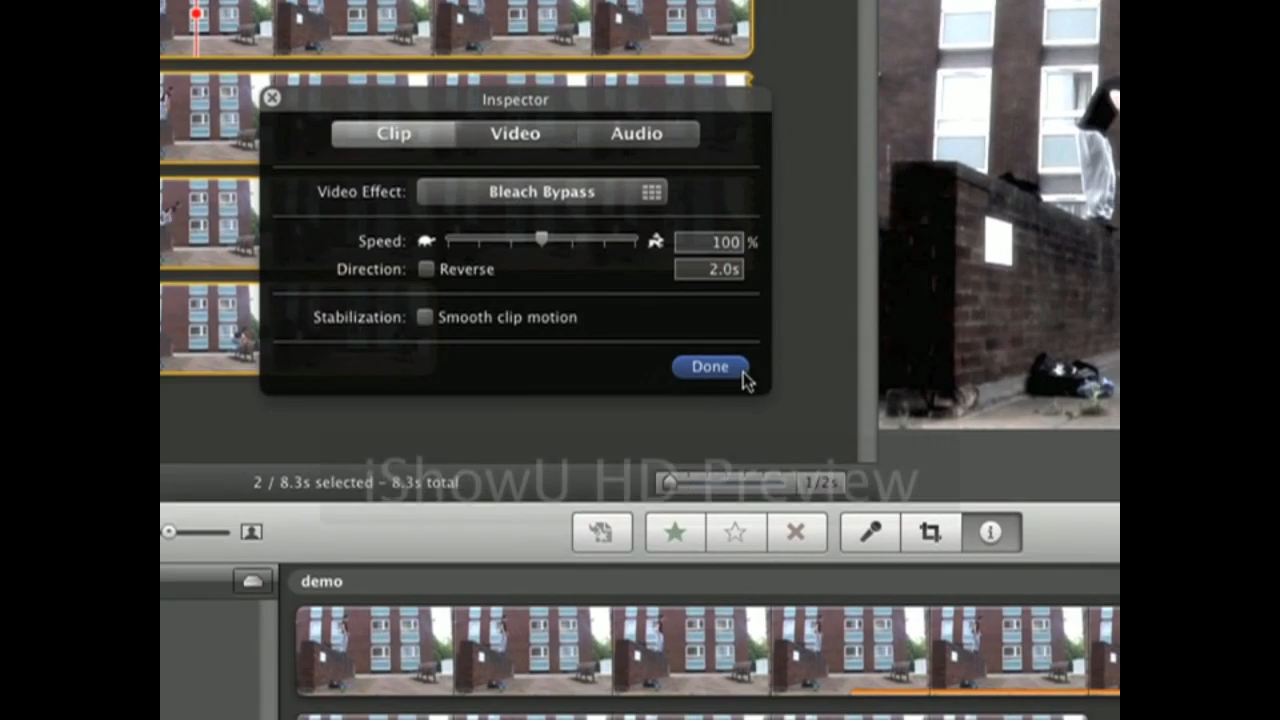 Inspector
Clip Video Audio
Video Effect: Bleach Bypass
Speed: 100 %
Direction: Reverse 2.0s
Stabilization: Smooth clip motion
Done
iShowU HD Preview
2 / 8.3s selected - 8.3s total 1/2s
demo